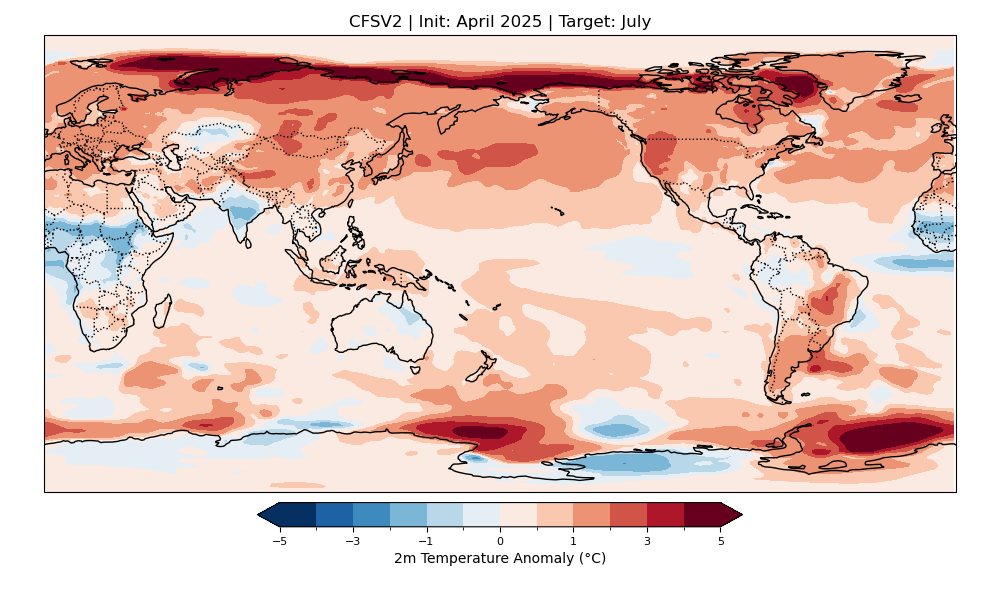 CFSV2 | Init: April 2025 | Target: July
−5 −3 −1 0 1 3 5
2m Temperature Anomaly (°C)